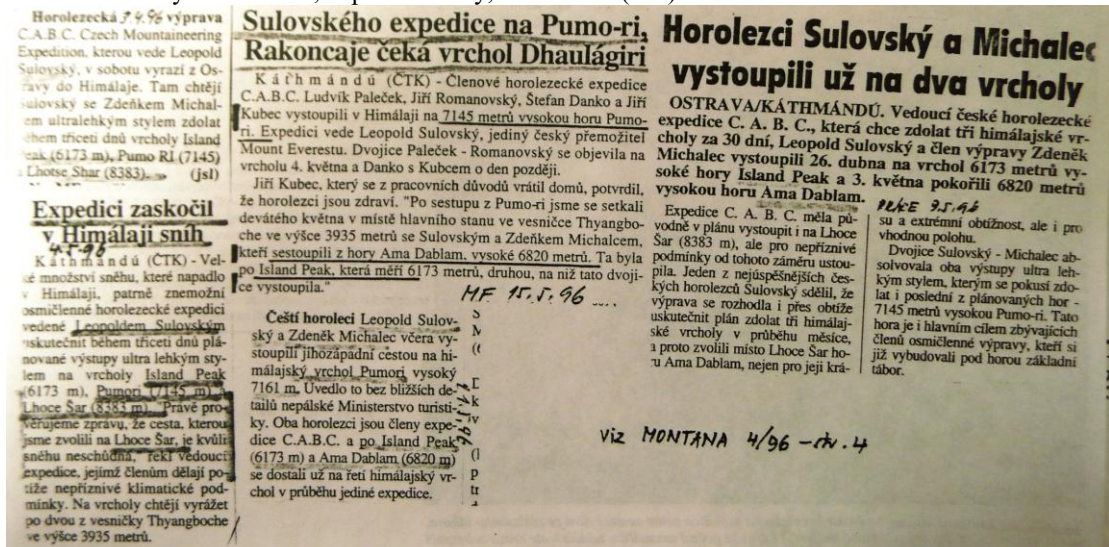 Horolezecká 3.4.96 výprava
C.A.B.C. Czech Mountaineering
Expedition, kterou vede Leopold
Sulovský, v sobotu vyrazí z Os-
travy do Himálaje. Tam chtějí
Sulovský se Zdeňkem Michal-
cem ultralehkým stylem zdolat
během třiceti dnů vrcholy Island
Peak (6173 m), Pumo RI (7145)
a Lhotse Shar (8383). (jsl)
Expedici zaskočil
v Himálaji sníh
4.5.96
Káthmándú (ČTK) - Vel-
ké množství sněhu, které napadlo
v Himálaji, patrně znemožní
osmičlenné horolezecké expedici
vedené Leopoldem Sulovským
uskutečnit během třiceti dnů plá-
nované výstupy ultra lehkým sty-
lem na vrcholy Island Peak
(6173 m), Pumori (7145 m)
Lhoce Šar (8383 m). "Právě pro-
věřujeme zprávu, že cesta, kterou
jsme zvolili na Lhoce Šar, je kvůli
sněhu neschůdná," řekl vedoucí
expedice, jejímž členům dělají po-
tíže nepříznivé klimatické pod-
mínky. Na vrcholy chtějí vyrážet
po dvou z vesničky Thyangboche
ve výšce 3935 metrů.
Sulovského expedice na Pumo-ri,
Rakoncaje čeká vrchol Dhaulágiri
Káthmándú (ČTK) - Členové horolezecké expedice
C.A.B.C. Ludvík Paleček, Jiří Romanovský, Štefan Danko a Jiří
Kubec vystoupili v Himálaji na 7145 metrů vysokou horu Pumo-
ri. Expedici vede Leopold Sulovský, jediný český přemožitel
Mount Everestu. Dvojice Paleček - Romanovský se objevila na
vrcholu 4. května a Danko s Kubcem o den později.
Jiří Kubec, který se z pracovních důvodů vrátil domů, potvrdil,
že horolezci jsou zdraví. "Po sestupu z Pumo-ri jsme se setkali
devátého května v místě hlavního stanu ve vesničce Thyangbo-
che ve výšce 3935 metrů se Sulovským a Zdeňkem Michalcem,
kteří sestoupili z hory Ama Dablam, vysoké 6820 metrů. Ta byla
po Island Peak, která měří 6173 metrů, druhou, na niž tato dvoji-
ce vystoupila."
MF 15.5.96
Čeští horolezci Leopold Sulov-
ský a Zdeněk Michalec včera vy-
stoupili jihozápadní cestou na hi-
málajský vrchol Pumori, vysoký
7161 m. Uvedlo to bez bližších de-
tailů nepálské Ministerstvo turisti-
ky. Oba horolezci jsou členy expe-
dice C.A.B.C. a po Island Peak
(6173 m) a Ama Dablam (6820 m)
se dostali už na řetí himálajský vr-
chol v průběhu jediné expedice.
Horolezci Sulovský a Michalec
vystoupili už na dva vrcholy
OSTRAVA/KÁTHMÁNDÚ. Vedoucí české horolezecké
expedice C. A. B. C., která chce zdolat tři himálajské vr-
choly za 30 dní, Leopold Sulovský a člen výpravy Zdeněk
Michalec vystoupili 26. dubna na vrchol 6173 metrů vy-
soké hory Island Peak a 3. května pokořili 6820 metrů
vysokou horu Ama Dablam.
9.5.96
Expedice C. A. B. C. měla pů-
vodně v plánu vystoupit i na Lhoce
Šar (8383 m), ale pro nepříznivé
podmínky od tohoto záměru ustou-
pila. Jeden z nejúspěšnějších čes-
kých horolezců Sulovský sdělil, že
výprava se rozhodla i přes obtíže
uskutečnit plán zdolat tři himálaj-
ské vrcholy v průběhu měsíce,
a proto zvolili místo Lhoce Šar ho-
ru Ama Dablam, nejen pro její krá-
su a extrémní obtížnost, ale i pro
vhodnou polohu.
Dvojice Sulovský - Michalec ab-
solvovala oba výstupy ultra leh-
kým stylem, kterým se pokusí zdo-
lat i poslední z plánovaných hor -
7145 metrů vysokou Pumo-ri. Tato
hora je i hlavním cílem zbývajících
členů osmičlenné výpravy, kteří si
již vybudovali pod horou základní
tábor.
Viz MONTANA 4/96 - str. 4